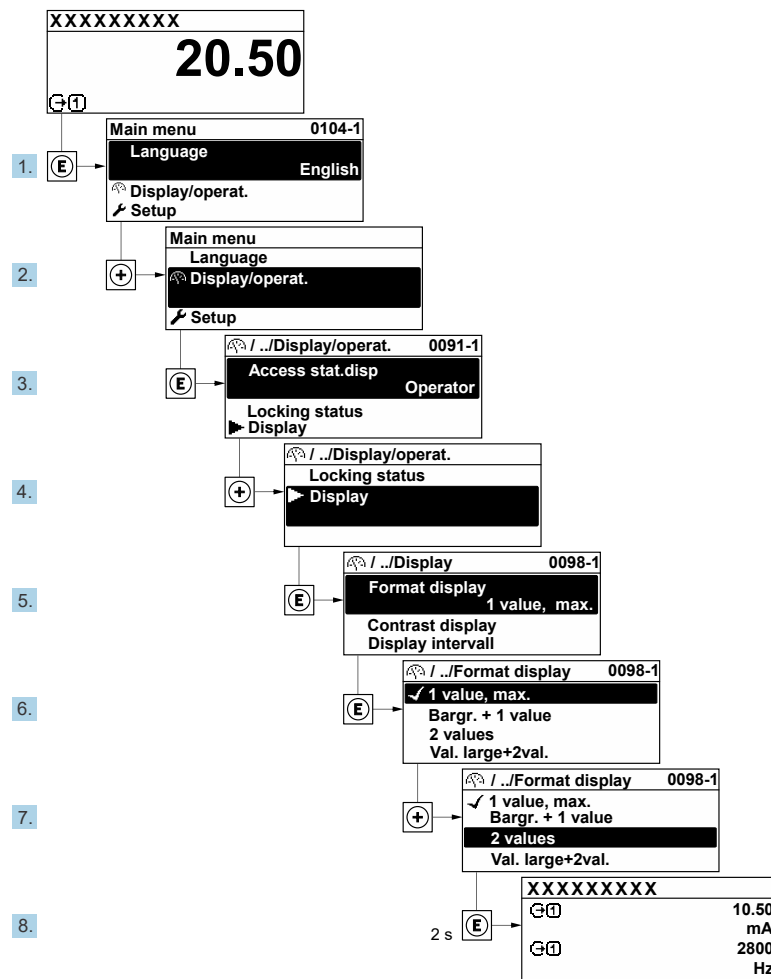 XXXXXXXXX
20.50
1
Main menu 0104-1
1. E Language
English
Display/operat.
Setup
Main menu
Language
2. + Display/operat.
Setup
/ ../Display/operat. 0091-1
3. E Access stat.disp
Operator
Locking status
Display
/ ../Display/operat.
Locking status
4. + Display
/ ../Display 0098-1
5. E Format display
1 value, max.
Contrast display
Display intervall
/ ../Format display 0098-1
6. E 1 value, max.
Bargr. + 1 value
2 values
Val. large+2val.
/ ../Format display 0098-1
7. + 1 value, max.
Bargr. + 1 value
2 values
Val. large+2val.
XXXXXXXXX
1 10.50
8. 2 s E mA
1 2800
Hz